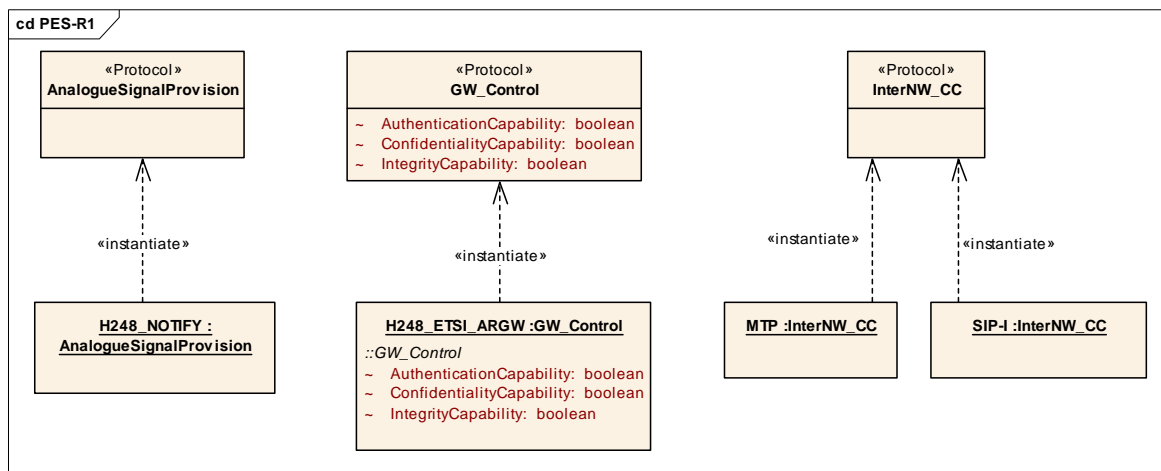 cd PES-R1
«Protocol»
AnalogueSignalProvision
«Protocol»
GW_Control
~ AuthenticationCapability: boolean
~ ConfidentialityCapability: boolean
~ IntegrityCapability: boolean
«Protocol»
InterNW_CC
«instantiate»
«instantiate»
«instantiate»
«instantiate»
H248_NOTIFY :
AnalogueSignalProvision
H248_ETSI_ARGW :GW_Control
::GW_Control
~ AuthenticationCapability: boolean
~ ConfidentialityCapability: boolean
~ IntegrityCapability: boolean
MTP :InterNW_CC
SIP-I :InterNW_CC